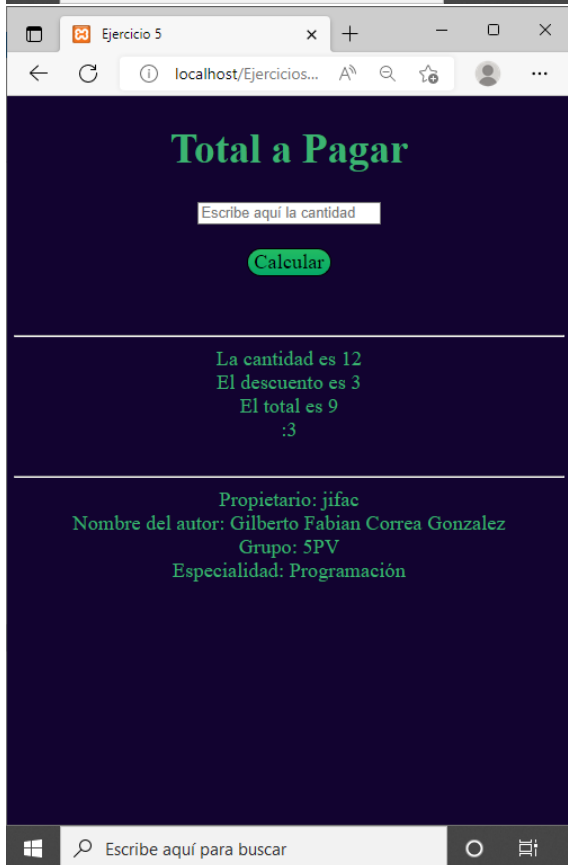 Ejercicio 5
localhost/Ejercicios...
Total a Pagar
Escribe aquí la cantidad
Calcular
La cantidad es 12
El descuento es 3
El total es 9
:3
Propietario: jifac
Nombre del autor: Gilberto Fabian Correa Gonzalez
Grupo: 5PV
Especialidad: Programación
Escribe aquí para buscar